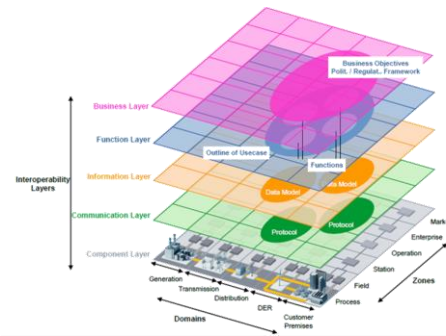 Business Objectives
Polit. / Regulat., Framework
Business Layer
Function Layer
Outline of Usecase
Functions
Interoperability
Layers
Information Layer
Data Model
Model
Communication Layer
Protocol
Protocol
Component Layer
Generation
Transmission
Distribution
DER
Customer
Premises
Domains
Process
Field
Station
Operation
Enterprise
Mark
Zones